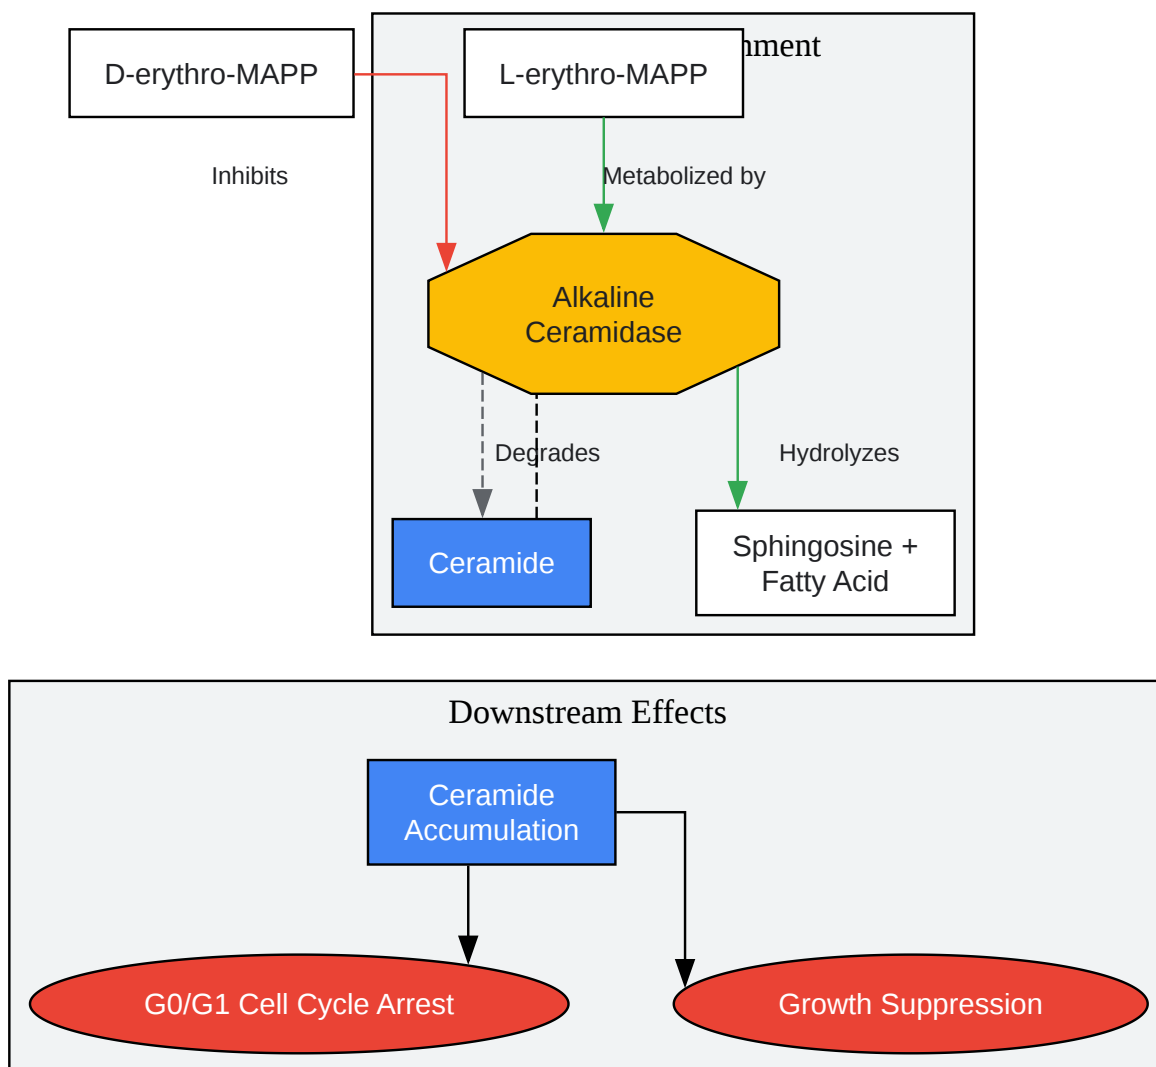 D-erythro-MAPP
L-erythro-MAPP
Inhibits
Metabolized by
Alkaline
Ceramidase
Degrades
Hydrolyzes
Ceramide
Sphingosine +
Fatty Acid
Downstream Effects
Ceramide
Accumulation
G0/G1 Cell Cycle Arrest
Growth Suppression